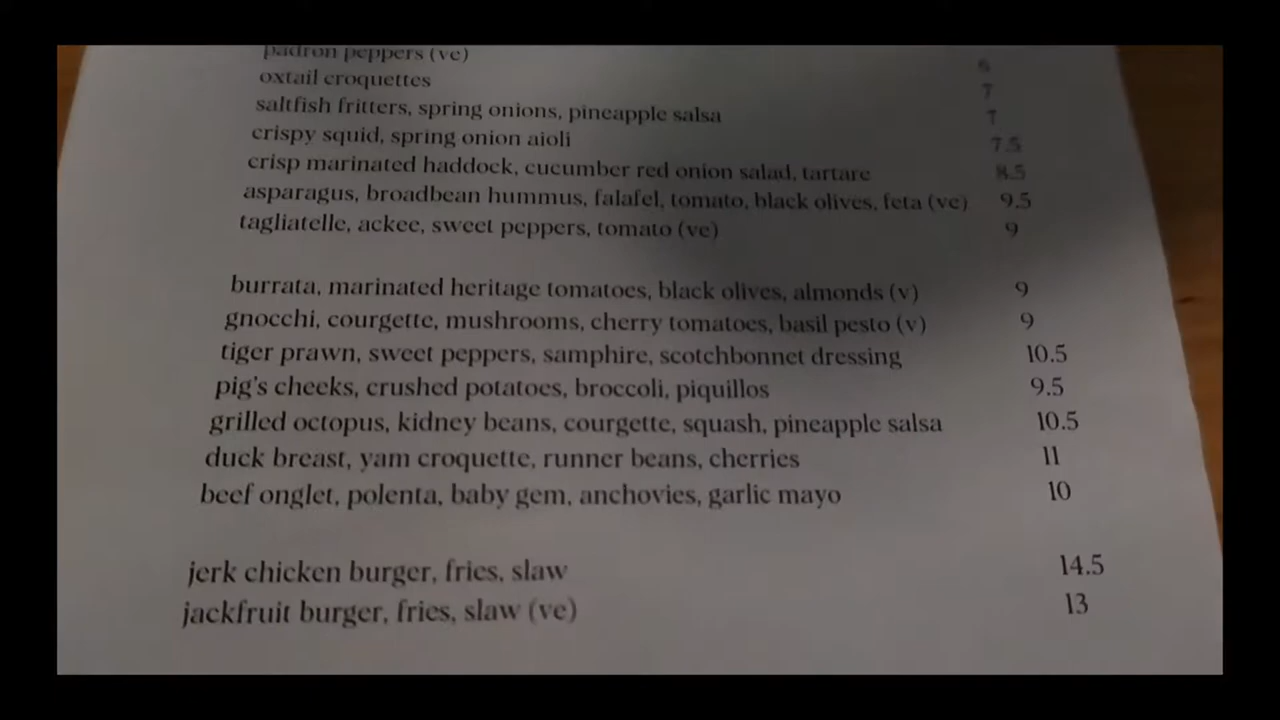 padron peppers (ve) 6
oxtail croquettes 7
saltfish fritters, spring onions, pineapple salsa 7
crispy squid, spring onion aioli 7.5
crisp marinated haddock, cucumber red onion salad, tartare 8.5
asparagus, broadbean hummus, falafel, tomato, black olives, feta (ve) 9.5
tagliatelle, ackee, sweet peppers, tomato (ve) 9
burrata, marinated heritage tomatoes, black olives, almonds (v) 9
gnocchi, courgette, mushrooms, cherry tomatoes, basil pesto (v) 9
tiger prawn, sweet peppers, samphire, scotchbonnet dressing 10.5
pig's cheeks, crushed potatoes, broccoli, piquillos 9.5
grilled octopus, kidney beans, courgette, squash, pineapple salsa 10.5
duck breast, yam croquette, runner beans, cherries 11
beef onglet, polenta, baby gem, anchovies, garlic mayo 10
jerk chicken burger, fries, slaw 14.5
jackfruit burger, fries, slaw (ve) 13